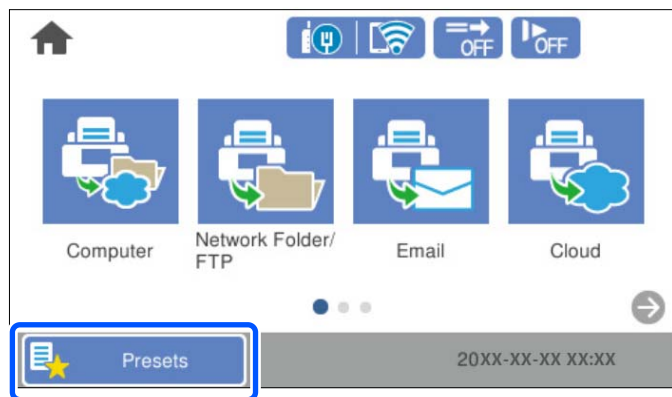 OFF
OFF
Computer
Network Folder/
FTP
Email
Cloud
Presets
20XX-XX-XX XX:XX